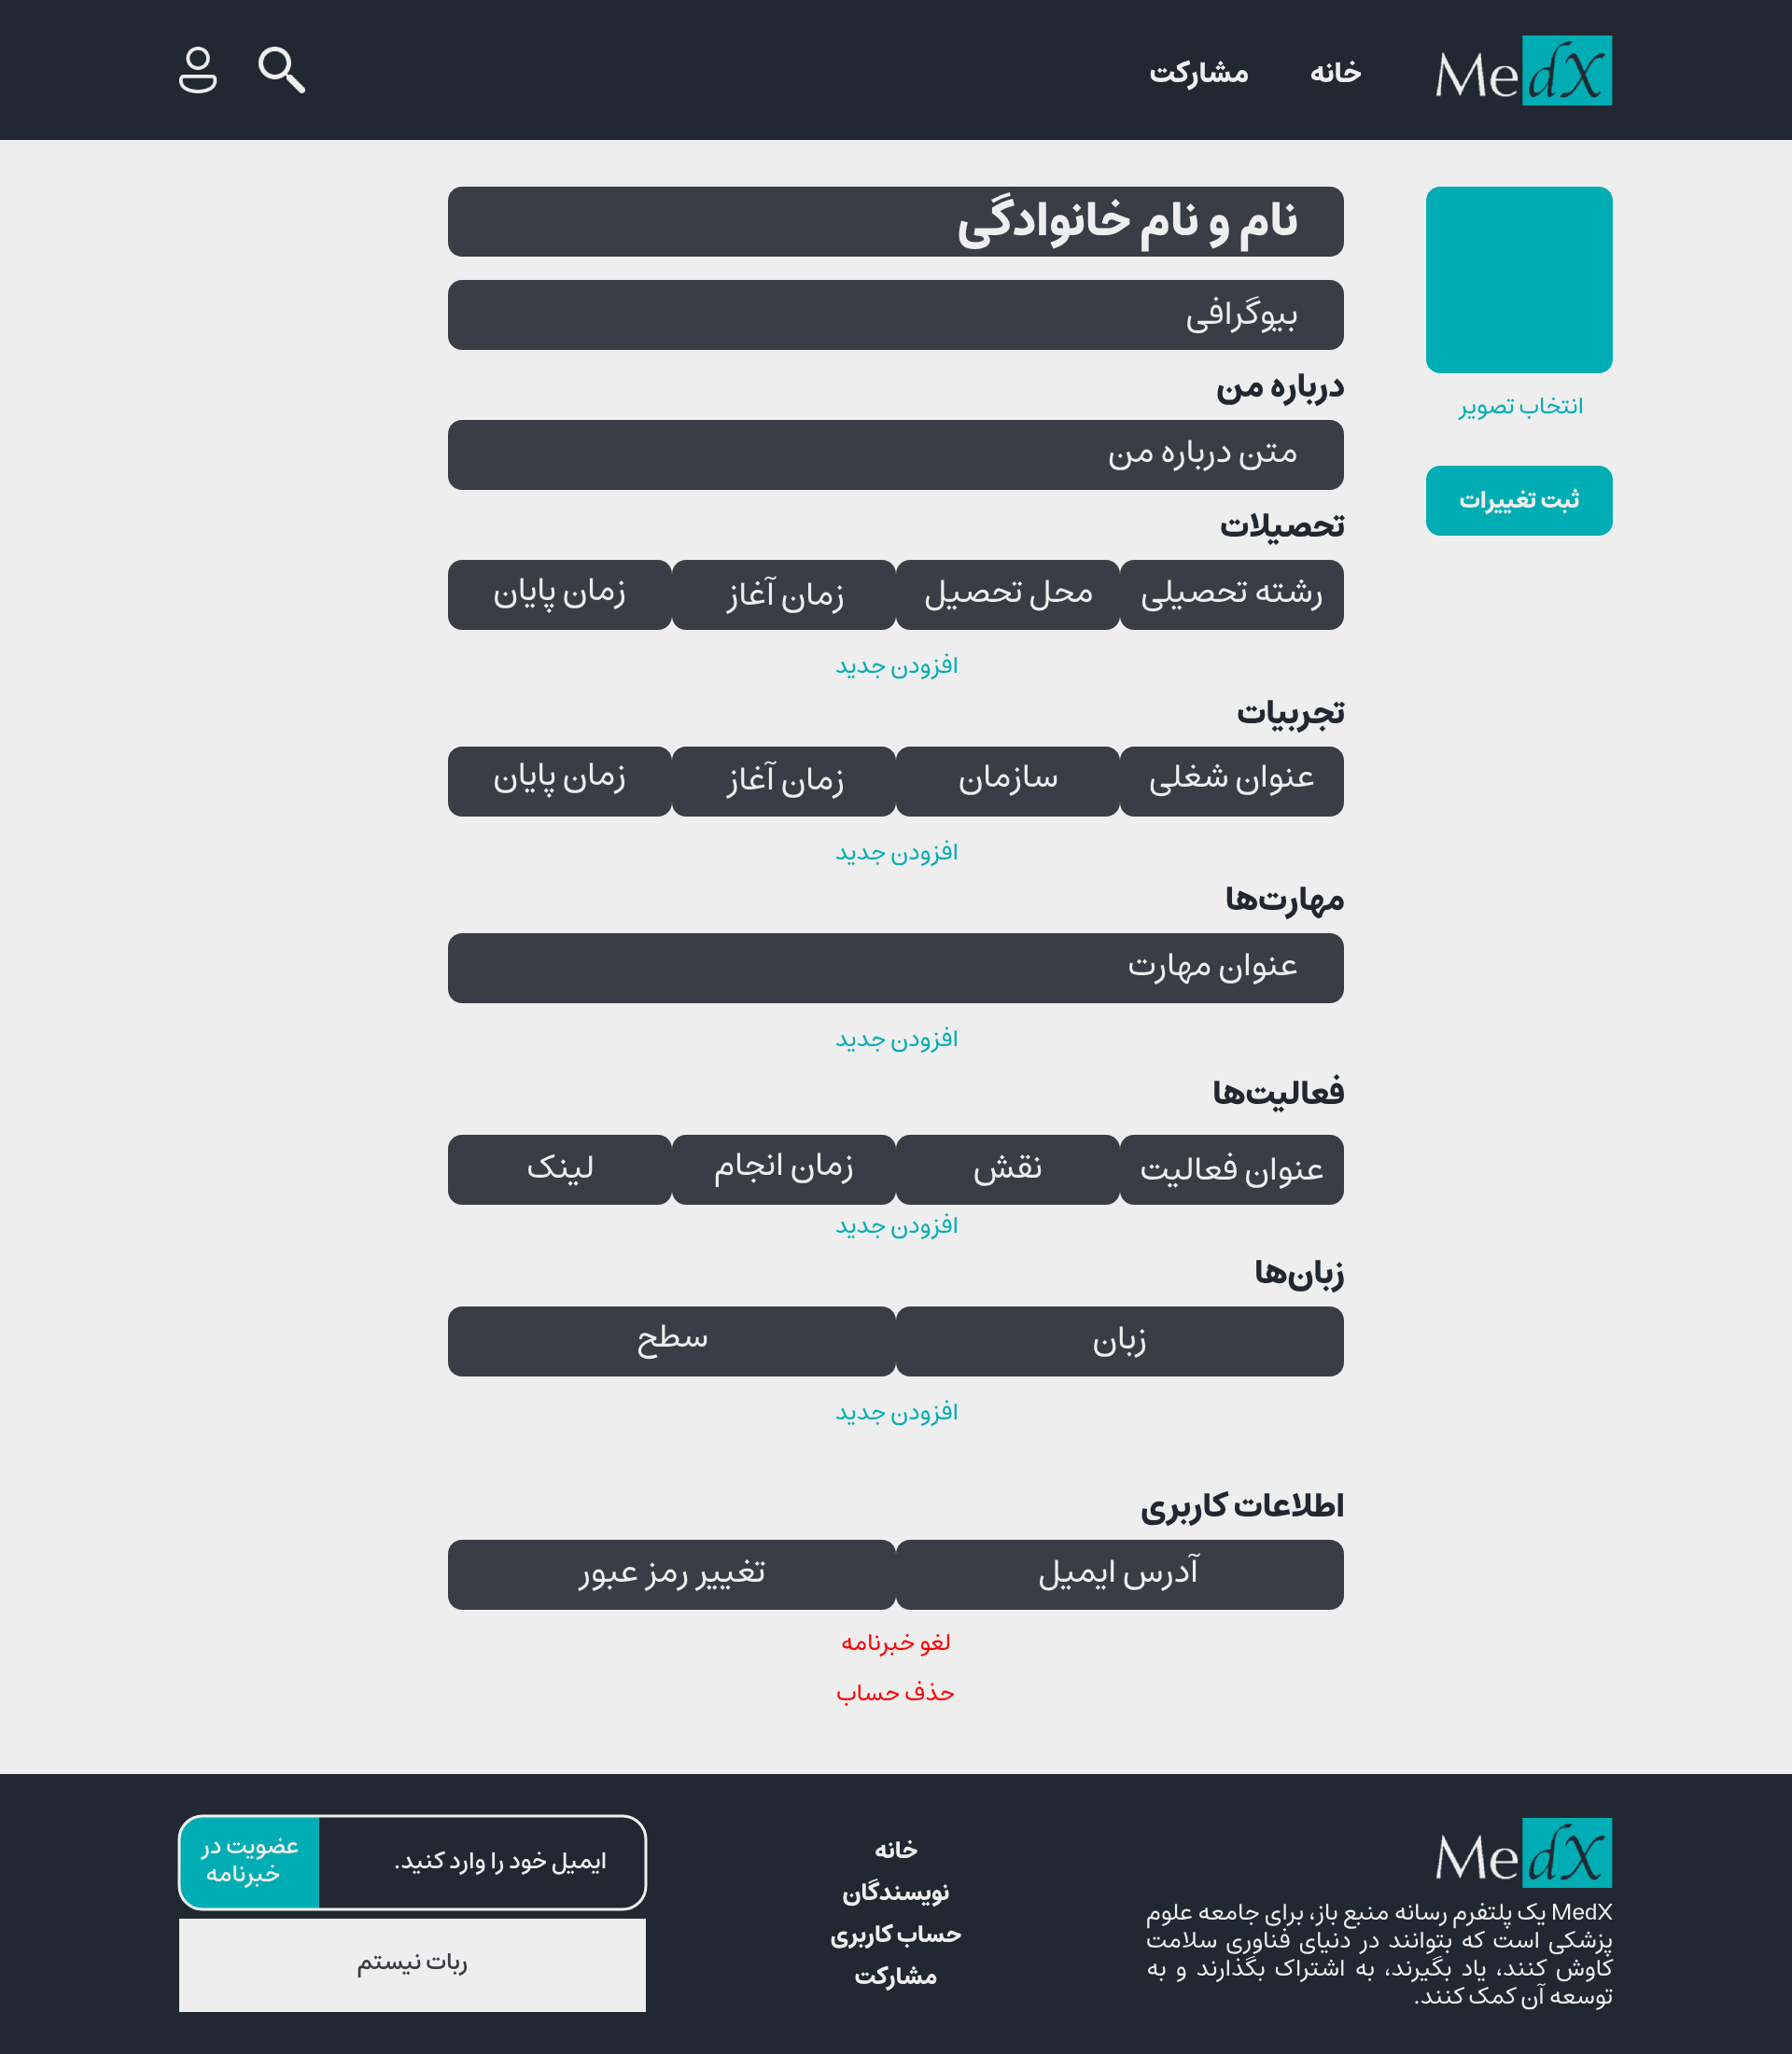 MedX
خانه
مشارکت
نام و نام خانوادگی
بیوگرافی
درباره من
متن درباره من
انتخاب تصویر
ثبت تغییرات
تحصیلات
رشته تحصیلی
محل تحصیل
زمان آغاز
زمان پایان
افزودن جدید
تجربیات
عنوان شغلی
سازمان
زمان آغاز
زمان پایان
افزودن جدید
مهارت‌ها
عنوان مهارت
افزودن جدید
فعالیت‌ها
عنوان فعالیت
نقش
زمان انجام
لینک
افزودن جدید
زبان‌ها
زبان
سطح
افزودن جدید
اطلاعات کاربری
آدرس ایمیل
تغییر رمز عبور
لغو خبرنامه
حذف حساب
MedX
MedX یک پلتفرم رسانه منبع باز، برای جامعه علوم
پزشکی است که بتوانند در دنیای فناوری سلامت
کاوش کنند، یاد بگیرند، به اشتراک بگذارند و به
توسعه آن کمک کنند.
خانه
نویسندگان
حساب کاربری
مشارکت
ایمیل خود را وارد کنید.
عضویت در
خبرنامه
ربات نیستم